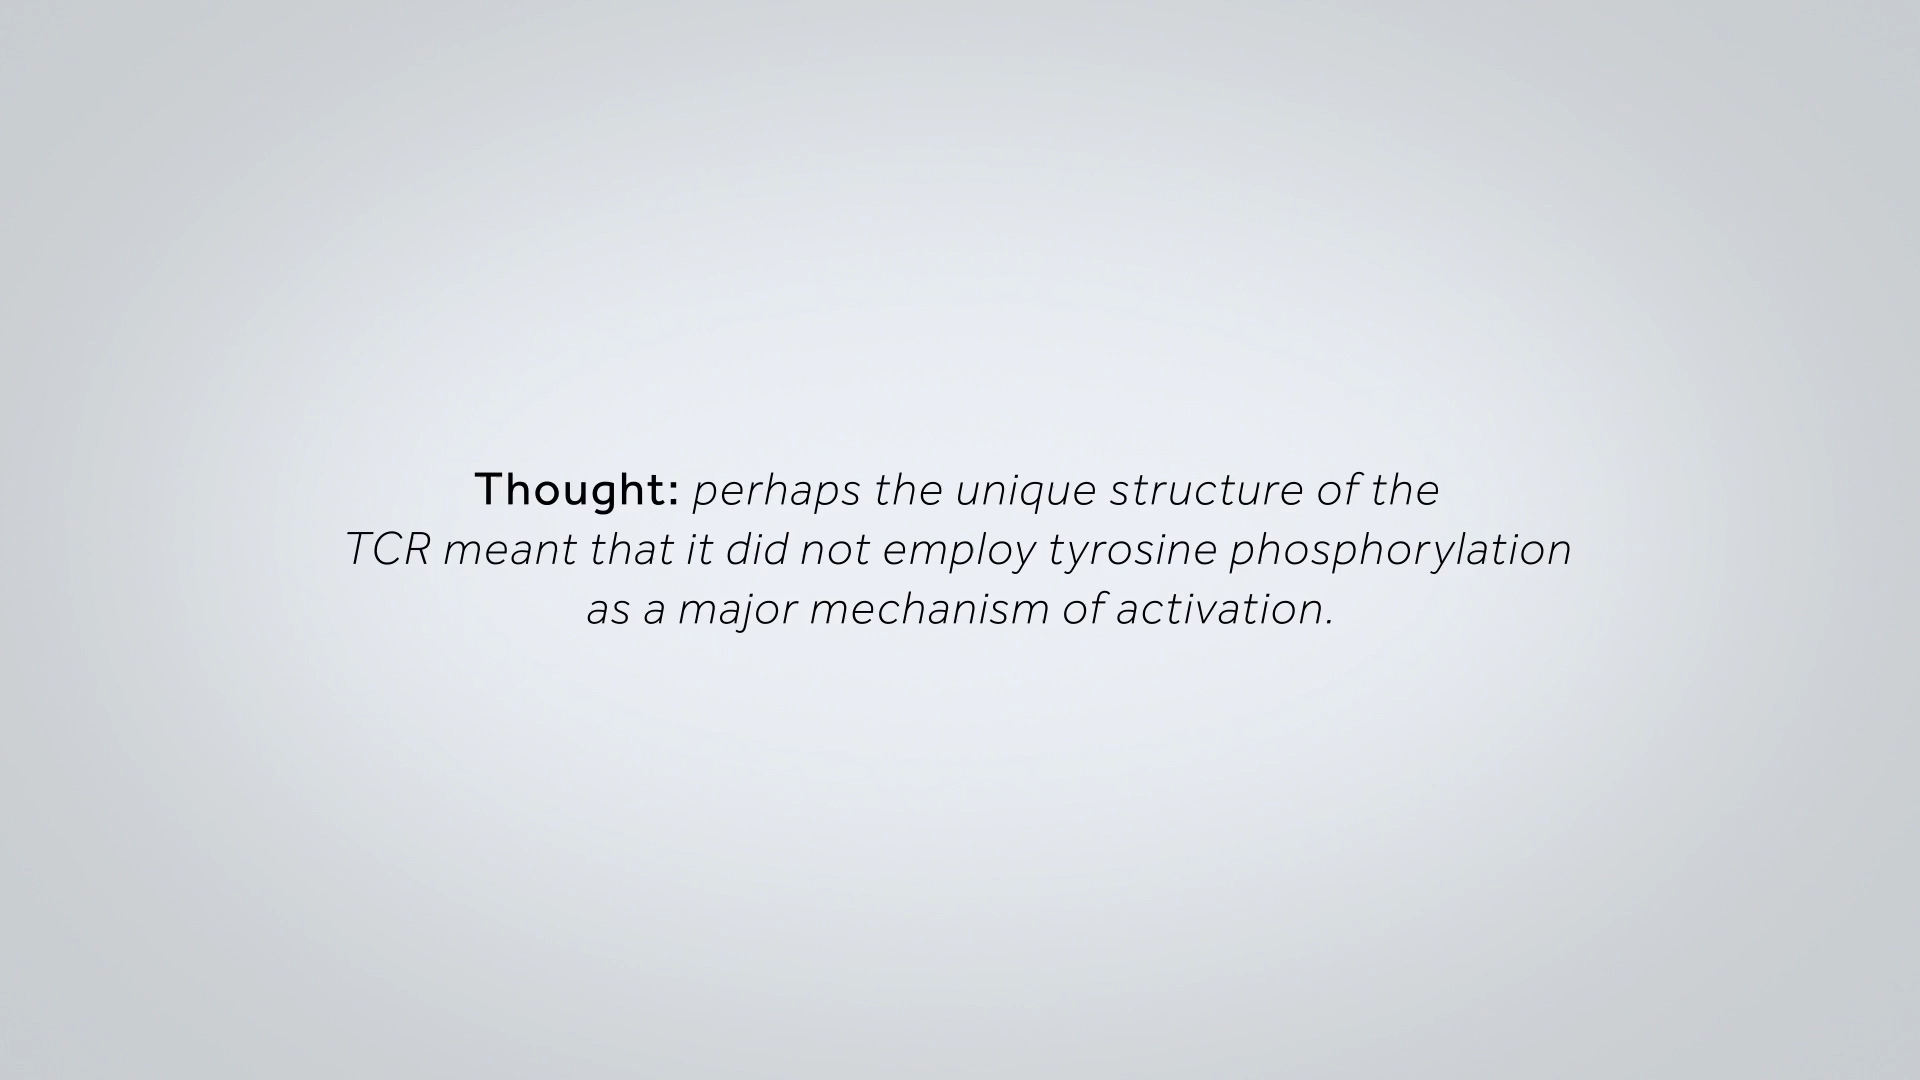 Thought: perhaps the unique structure of the
TCR meant that it did not employ tyrosine phosphorylation
as a major mechanism of activation.